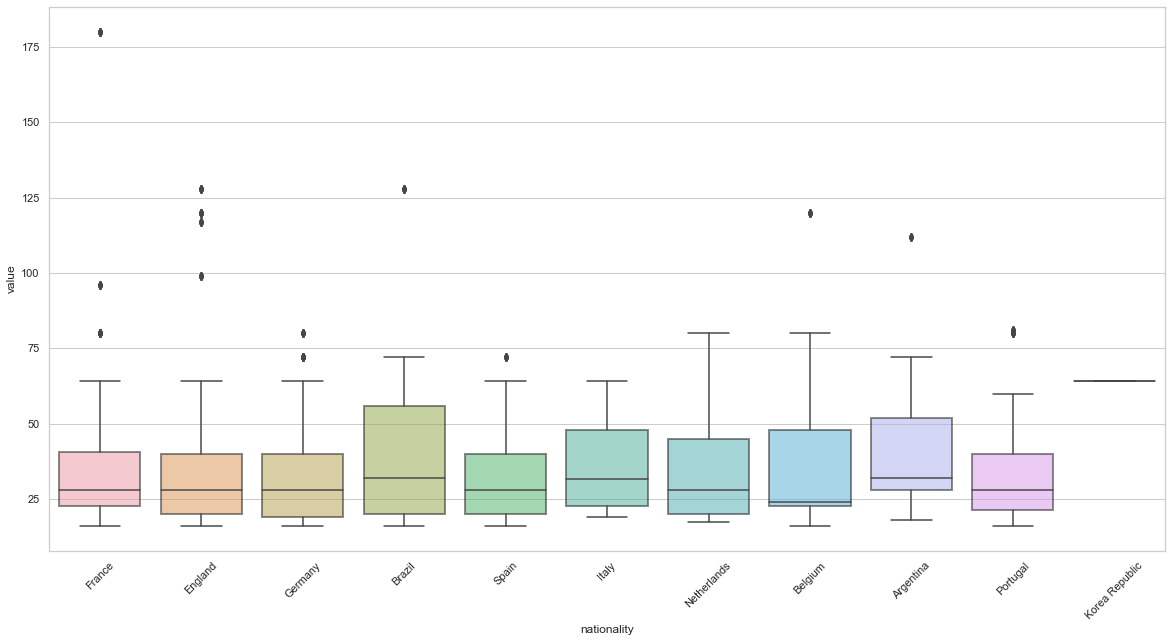 175
150
125
100
75
50
25
value
France
England
Germany
Brazil
Spain
Italy
Netherlands
Belgium
Argentina
Portugal
Korea Republic
nationality